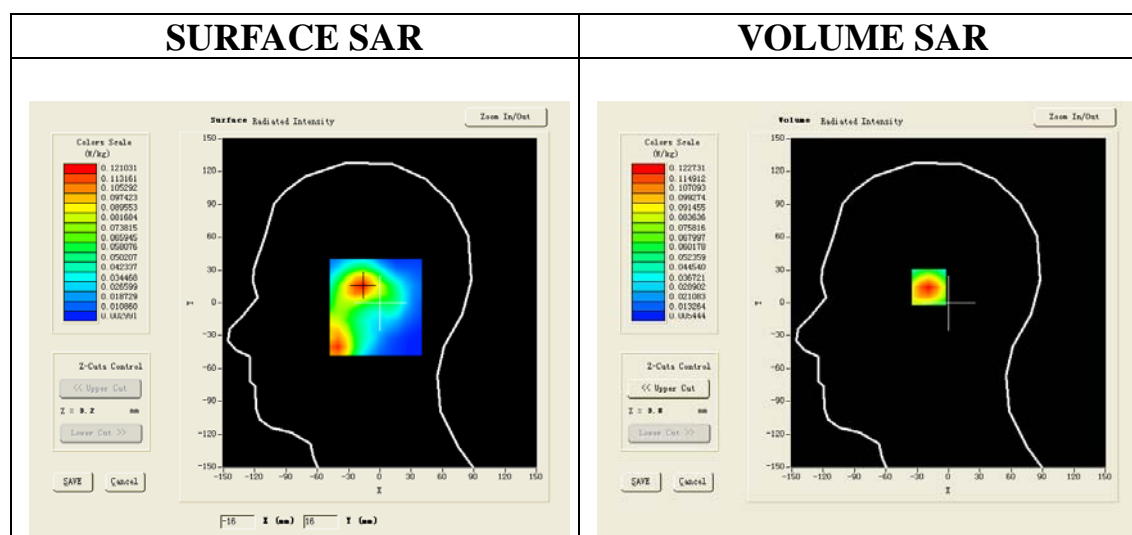 SURFACE SAR
VOLUME SAR
Surface Radiated Intensity
Zoom In/Out
Colors Scale
(W/kg)
0.121031
0.113161
0.105292
0.097423
0.089553
0.081684
0.073815
0.065945
0.058076
0.050207
0.042337
0.034468
0.026599
0.018729
0.010860
0.002991
150
120
90
60
30
0
-30
-60
-90
-120
-150
Y
-150 -120 -90 -60 -30 0 30 60 90 120 150
X
Z-Cuts Control
<< Upper Cut
Lower Cut >>
SAVE Cancel
-16 X (mm) 16 Y (mm)
Volume Radiated Intensity
Zoom In/Out
Colors Scale
(W/kg)
0.122731
0.114912
0.107093
0.099274
0.091455
0.083636
0.075816
0.067997
0.060178
0.052359
0.044540
0.036721
0.028902
0.021083
0.013264
0.005444
150
120
90
60
30
0
-30
-60
-90
-120
-150
Y
-150 -120 -90 -60 -30 0 30 60 90 120 150
X
Z-Cuts Control
<< Upper Cut
Lower Cut >>
SAVE Cancel